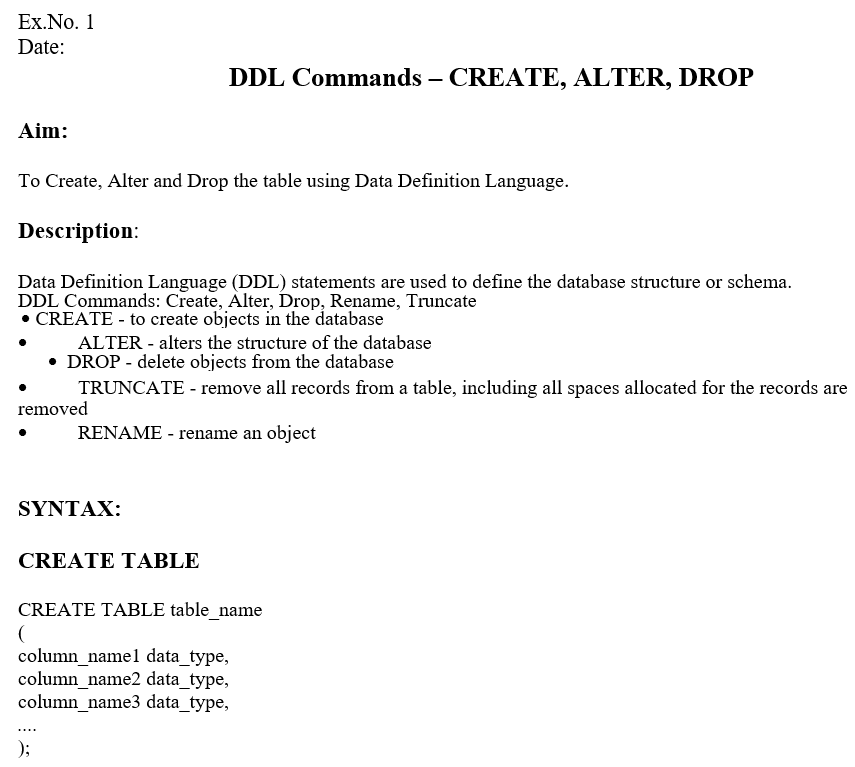 Ex.No. 1
Date:
DDL Commands – CREATE, ALTER, DROP
Aim:
To Create, Alter and Drop the table using Data Definition Language.
Description:
Data Definition Language (DDL) statements are used to define the database structure or schema.
DDL Commands: Create, Alter, Drop, Rename, Truncate
• CREATE - to create objects in the database
• ALTER - alters the structure of the database
• DROP - delete objects from the database
• TRUNCATE - remove all records from a table, including all spaces allocated for the records are
removed
• RENAME - rename an object
SYNTAX:
CREATE TABLE
CREATE TABLE table_name
(
column_name1 data_type,
column_name2 data_type,
column_name3 data_type,
....
);